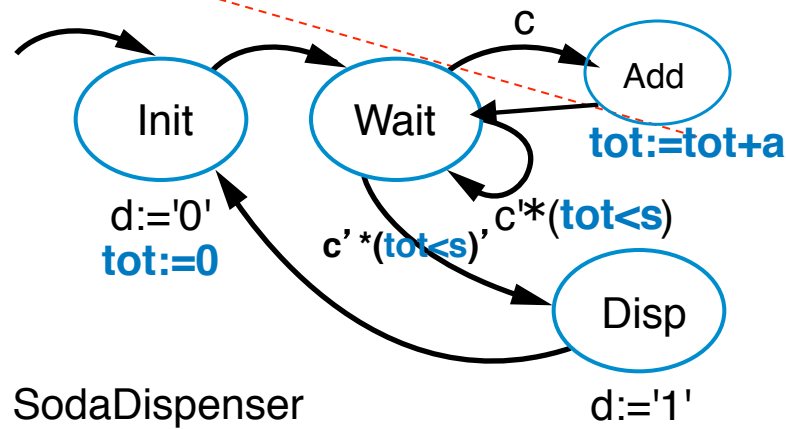 c
Init
Wait
Add
tot:=tot+a
d:='0'
c'*(tot<s)
c’*(tot<s)’
tot:=0
Disp
SodaDispenser
d:='1'